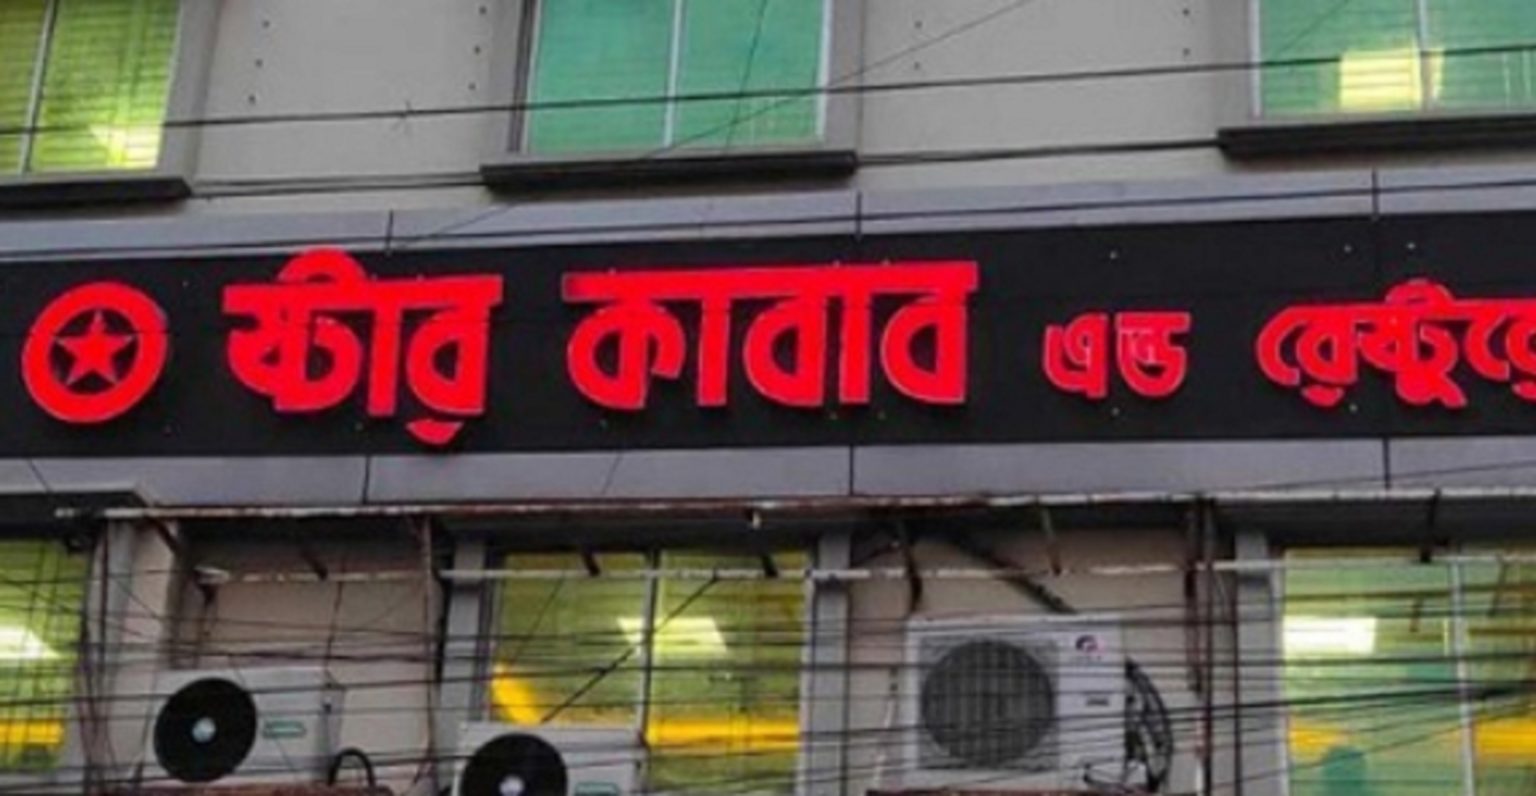 ষ্টার কাবাব এন্ড রেষ্টুরে